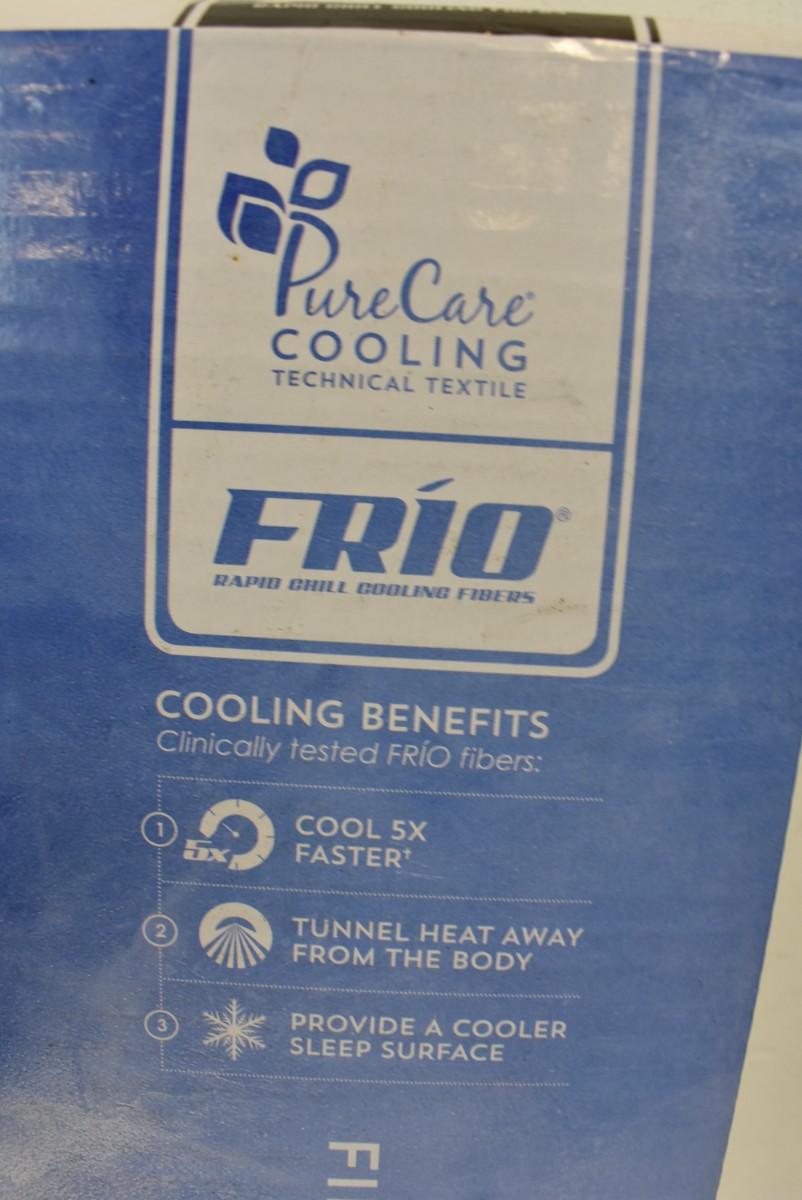 PureCare®
COOLING
TECHNICAL TEXTILE
FRÍO®
RAPID CHILL COOLING FIBERS
COOLING BENEFITS
Clinically tested FRÍO fibers:
1
5x
COOL 5X
FASTER†
2
TUNNEL HEAT AWAY
FROM THE BODY
3
PROVIDE A COOLER
SLEEP SURFACE